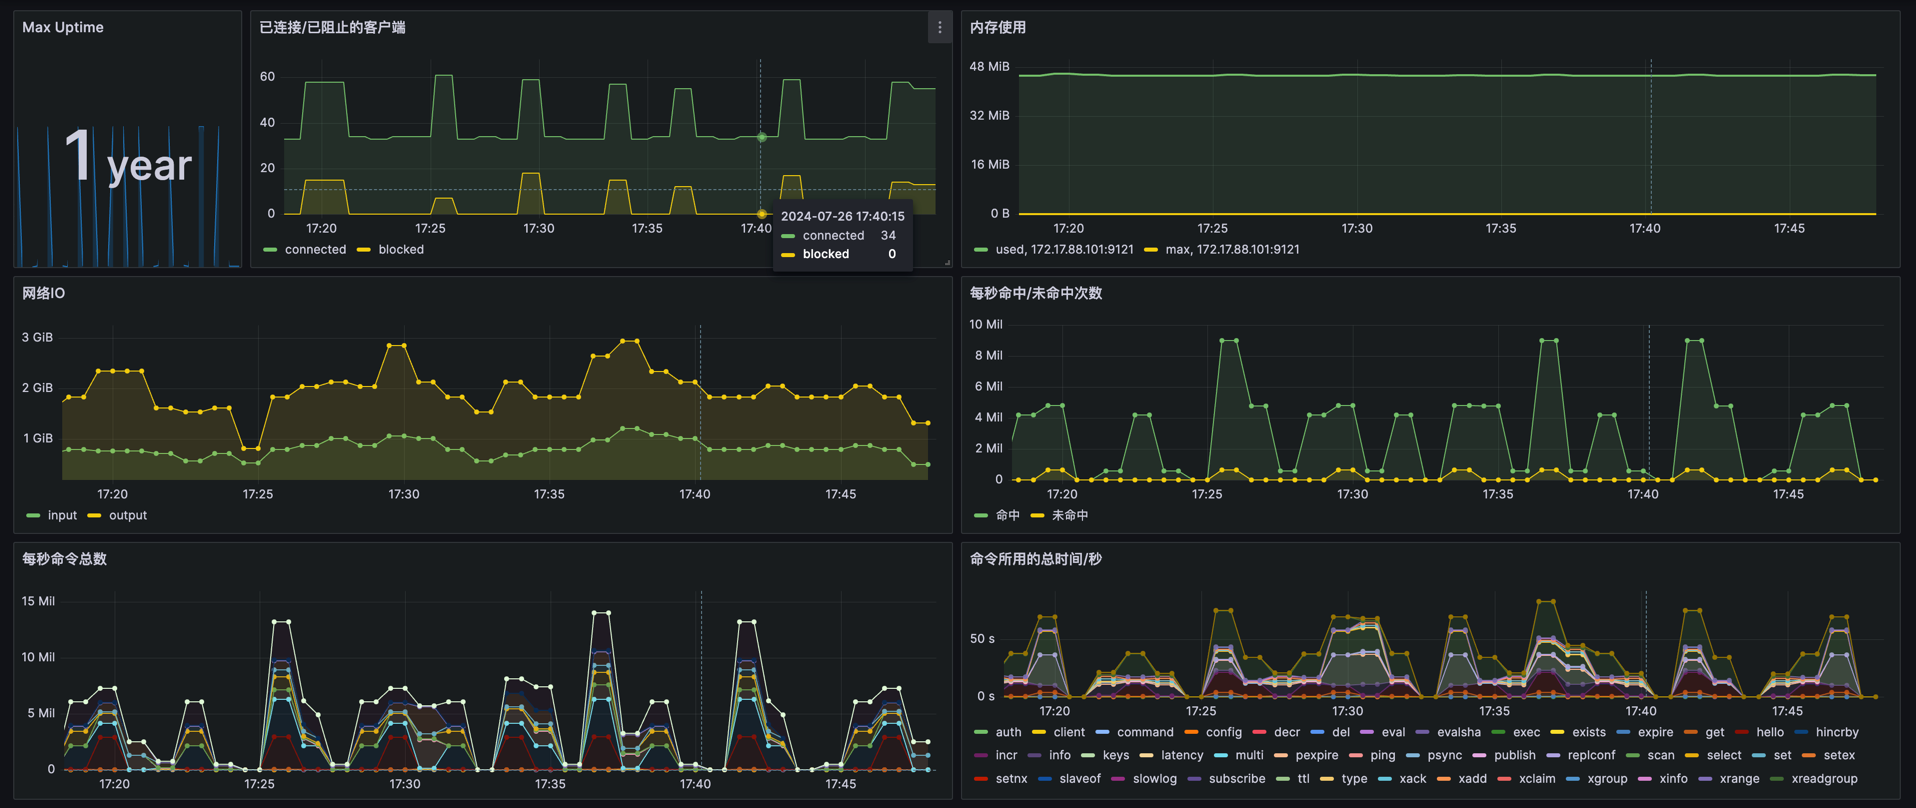 Max Uptime
1 year
已连接/已阻止的客户端
60
40
20
0
17:20
17:25
17:30
17:35
17:40
connected
blocked
2024-07-26 17:40:15
connected 34
blocked 0
内存使用
48 MiB
32 MiB
16 MiB
0 B
17:20
17:25
17:30
17:35
17:40
17:45
used, 172.17.88.101:9121
max, 172.17.88.101:9121
网络IO
3 GiB
2 GiB
1 GiB
17:20
17:25
17:30
17:35
17:40
17:45
input
output
每秒命中/未命中次数
10 Mil
8 Mil
6 Mil
4 Mil
2 Mil
0
17:20
17:25
17:30
17:35
17:40
17:45
命中
未命中
每秒命令总数
15 Mil
10 Mil
5 Mil
0
17:20
17:25
17:30
17:35
17:40
17:45
命令所用的总时间/秒
50 s
0 s
17:20
17:25
17:30
17:35
17:40
17:45
auth client command config decr del eval evalsha exec exists expire get hello hincrby
incr info keys latency multi pexpire ping psync publish replconf scan select set setex
setnx slaveof slowlog subscribe ttl type xack xadd xclaim xgroup xinfo xrange xreadgroup